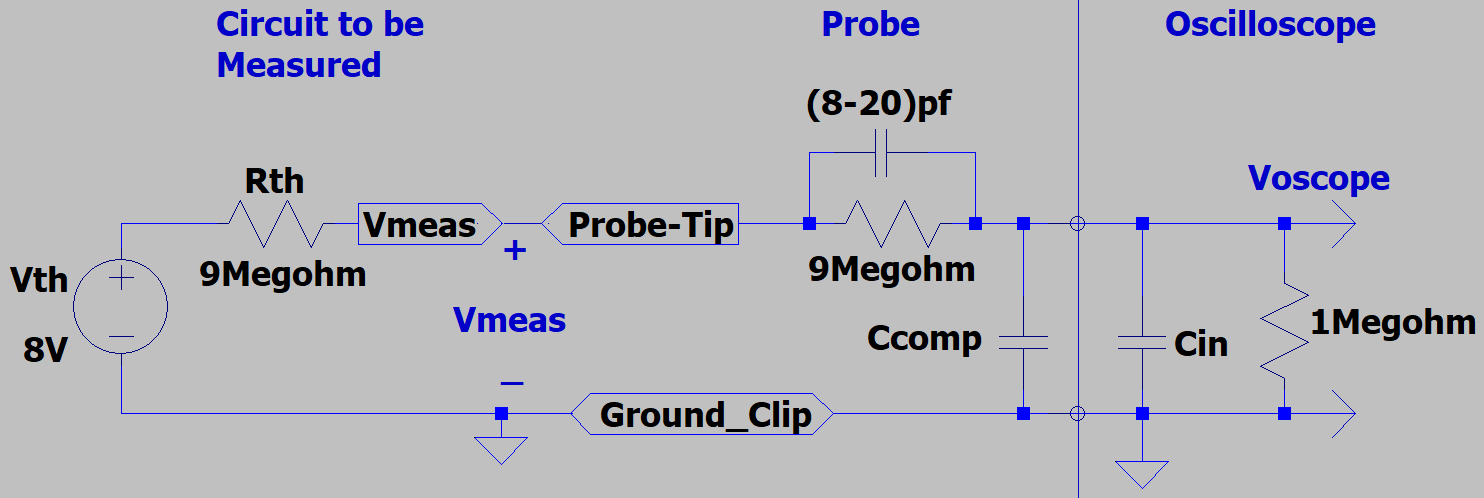 Circuit to be
Measured
Probe
Oscilloscope
(8-20)pf
Rth
Vmeas
Probe-Tip
Voscope
+
9Megohm
9Megohm
Vth
+
−
8V
Vmeas
Ccomp
Cin
1Megohm
−
Ground_Clip